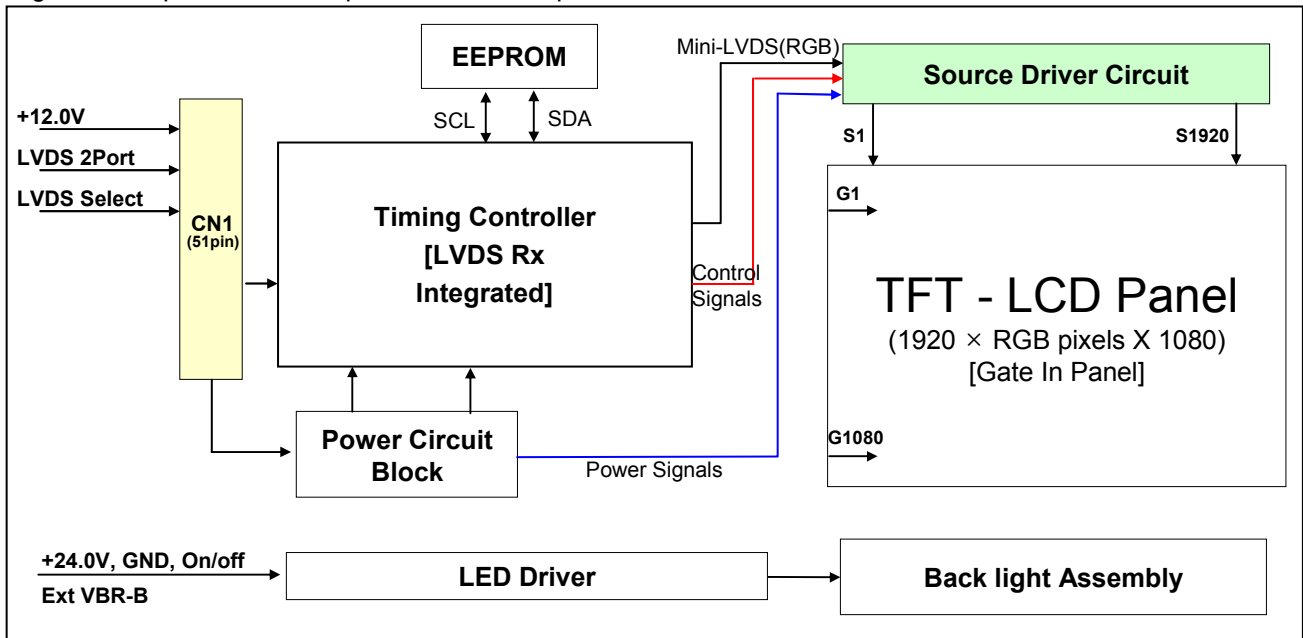 EEPROM
Mini-LVDS(RGB)
Source Driver Circuit
+12.0V
SCL
SDA
S1
S1920
LVDS 2Port
LVDS Select
CN1
(51pin)
Timing Controller
[LVDS Rx
Integrated]
G1
Control
Signals
TFT - LCD Panel
(1920 × RGB pixels X 1080)
[Gate In Panel]
G1080
Power Circuit
Block
Power Signals
+24.0V, GND, On/off
Ext VBR-B
LED Driver
Back light Assembly